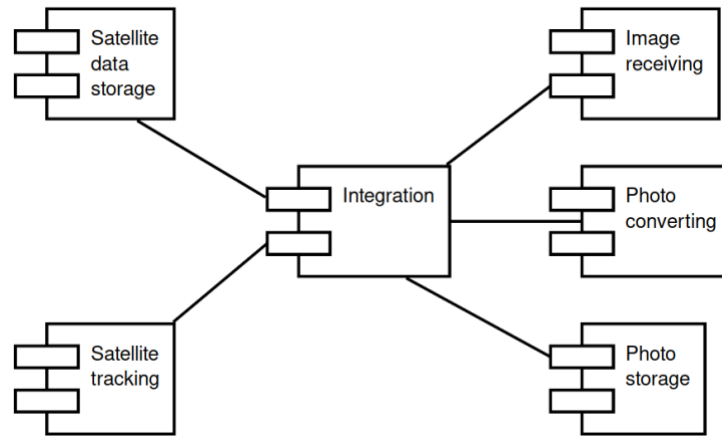 Satellite
data
storage
Image
receiving
Integration
Photo
converting
Satellite
tracking
Photo
storage